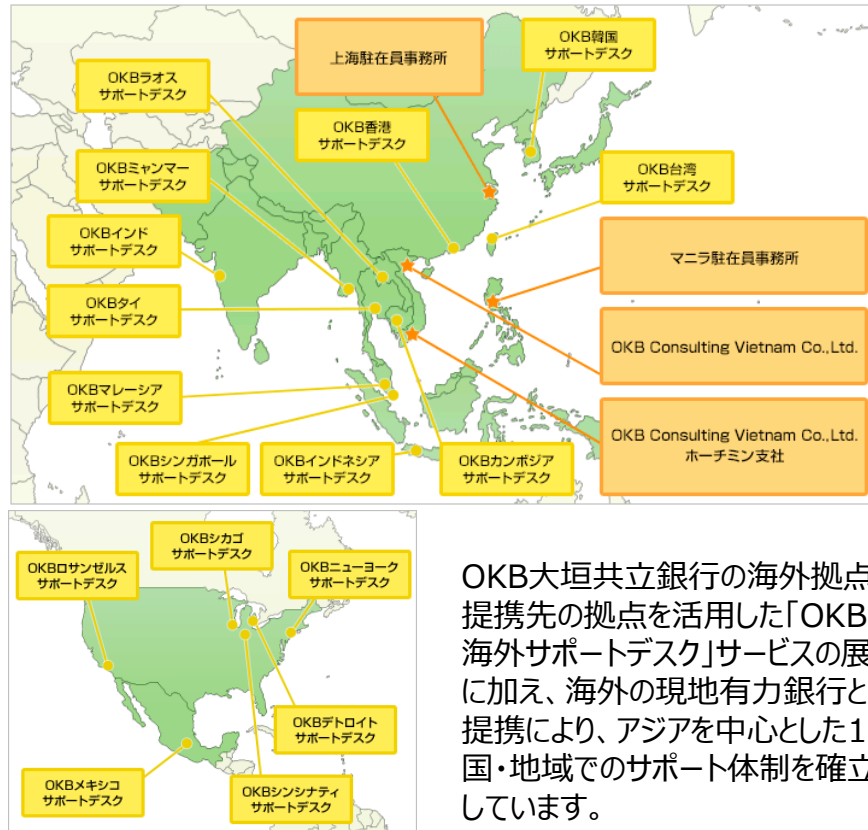 上海駐在員事務所
OKB韓国
サポートデスク
OKBラオス
サポートデスク
OKB香港
サポートデスク
OKBミャンマー
サポートデスク
OKB台湾
サポートデスク
OKBインド
サポートデスク
マニラ駐在員事務所
OKBタイ
サポートデスク
OKB Consulting Vietnam Co.,Ltd.
OKBマレーシア
サポートデスク
OKB Consulting Vietnam Co.,Ltd.
ホーチミン支社
OKBシンガポール
サポートデスク
OKBインドネシア
サポートデスク
OKBカンボジア
サポートデスク
OKBシカゴ
サポートデスク
OKBロサンゼルス
サポートデスク
OKBニューヨーク
サポートデスク
OKBデトロイト
サポートデスク
OKBメキシコ
サポートデスク
OKBシンシナティ
サポートデスク
OKB大垣共立銀行の海外拠点
提携先の拠点を活用した「OKB
海外サポートデスク」サービスの展
に加え、海外の現地有力銀行と
提携により、アジアを中心とした1
国・地域でのサポート体制を確立
しています。